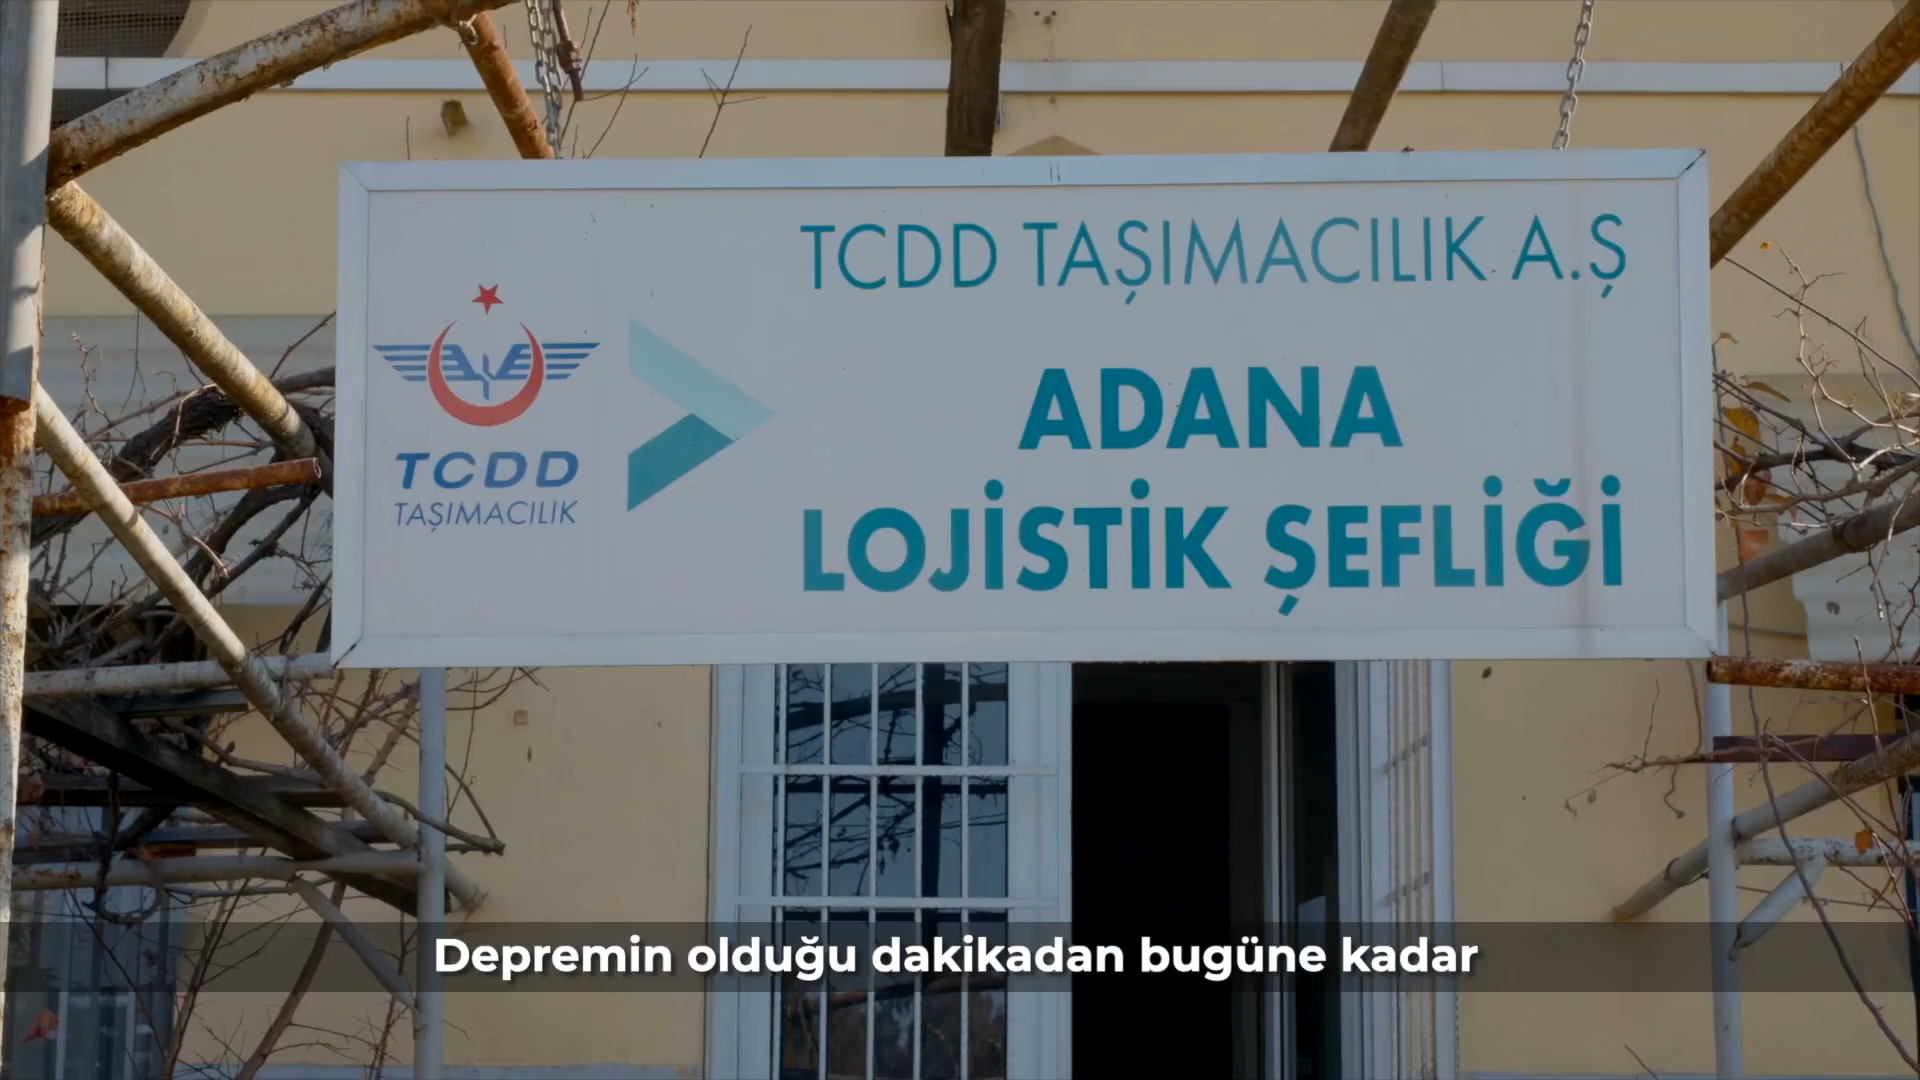 TCDD TAŞIMACILIK A.Ş
ADANA
LOJİSTİK ŞEFLİĞİ
TCDD
TAŞIMACILIK
Depremin olduğu dakikadan bugüne kadar